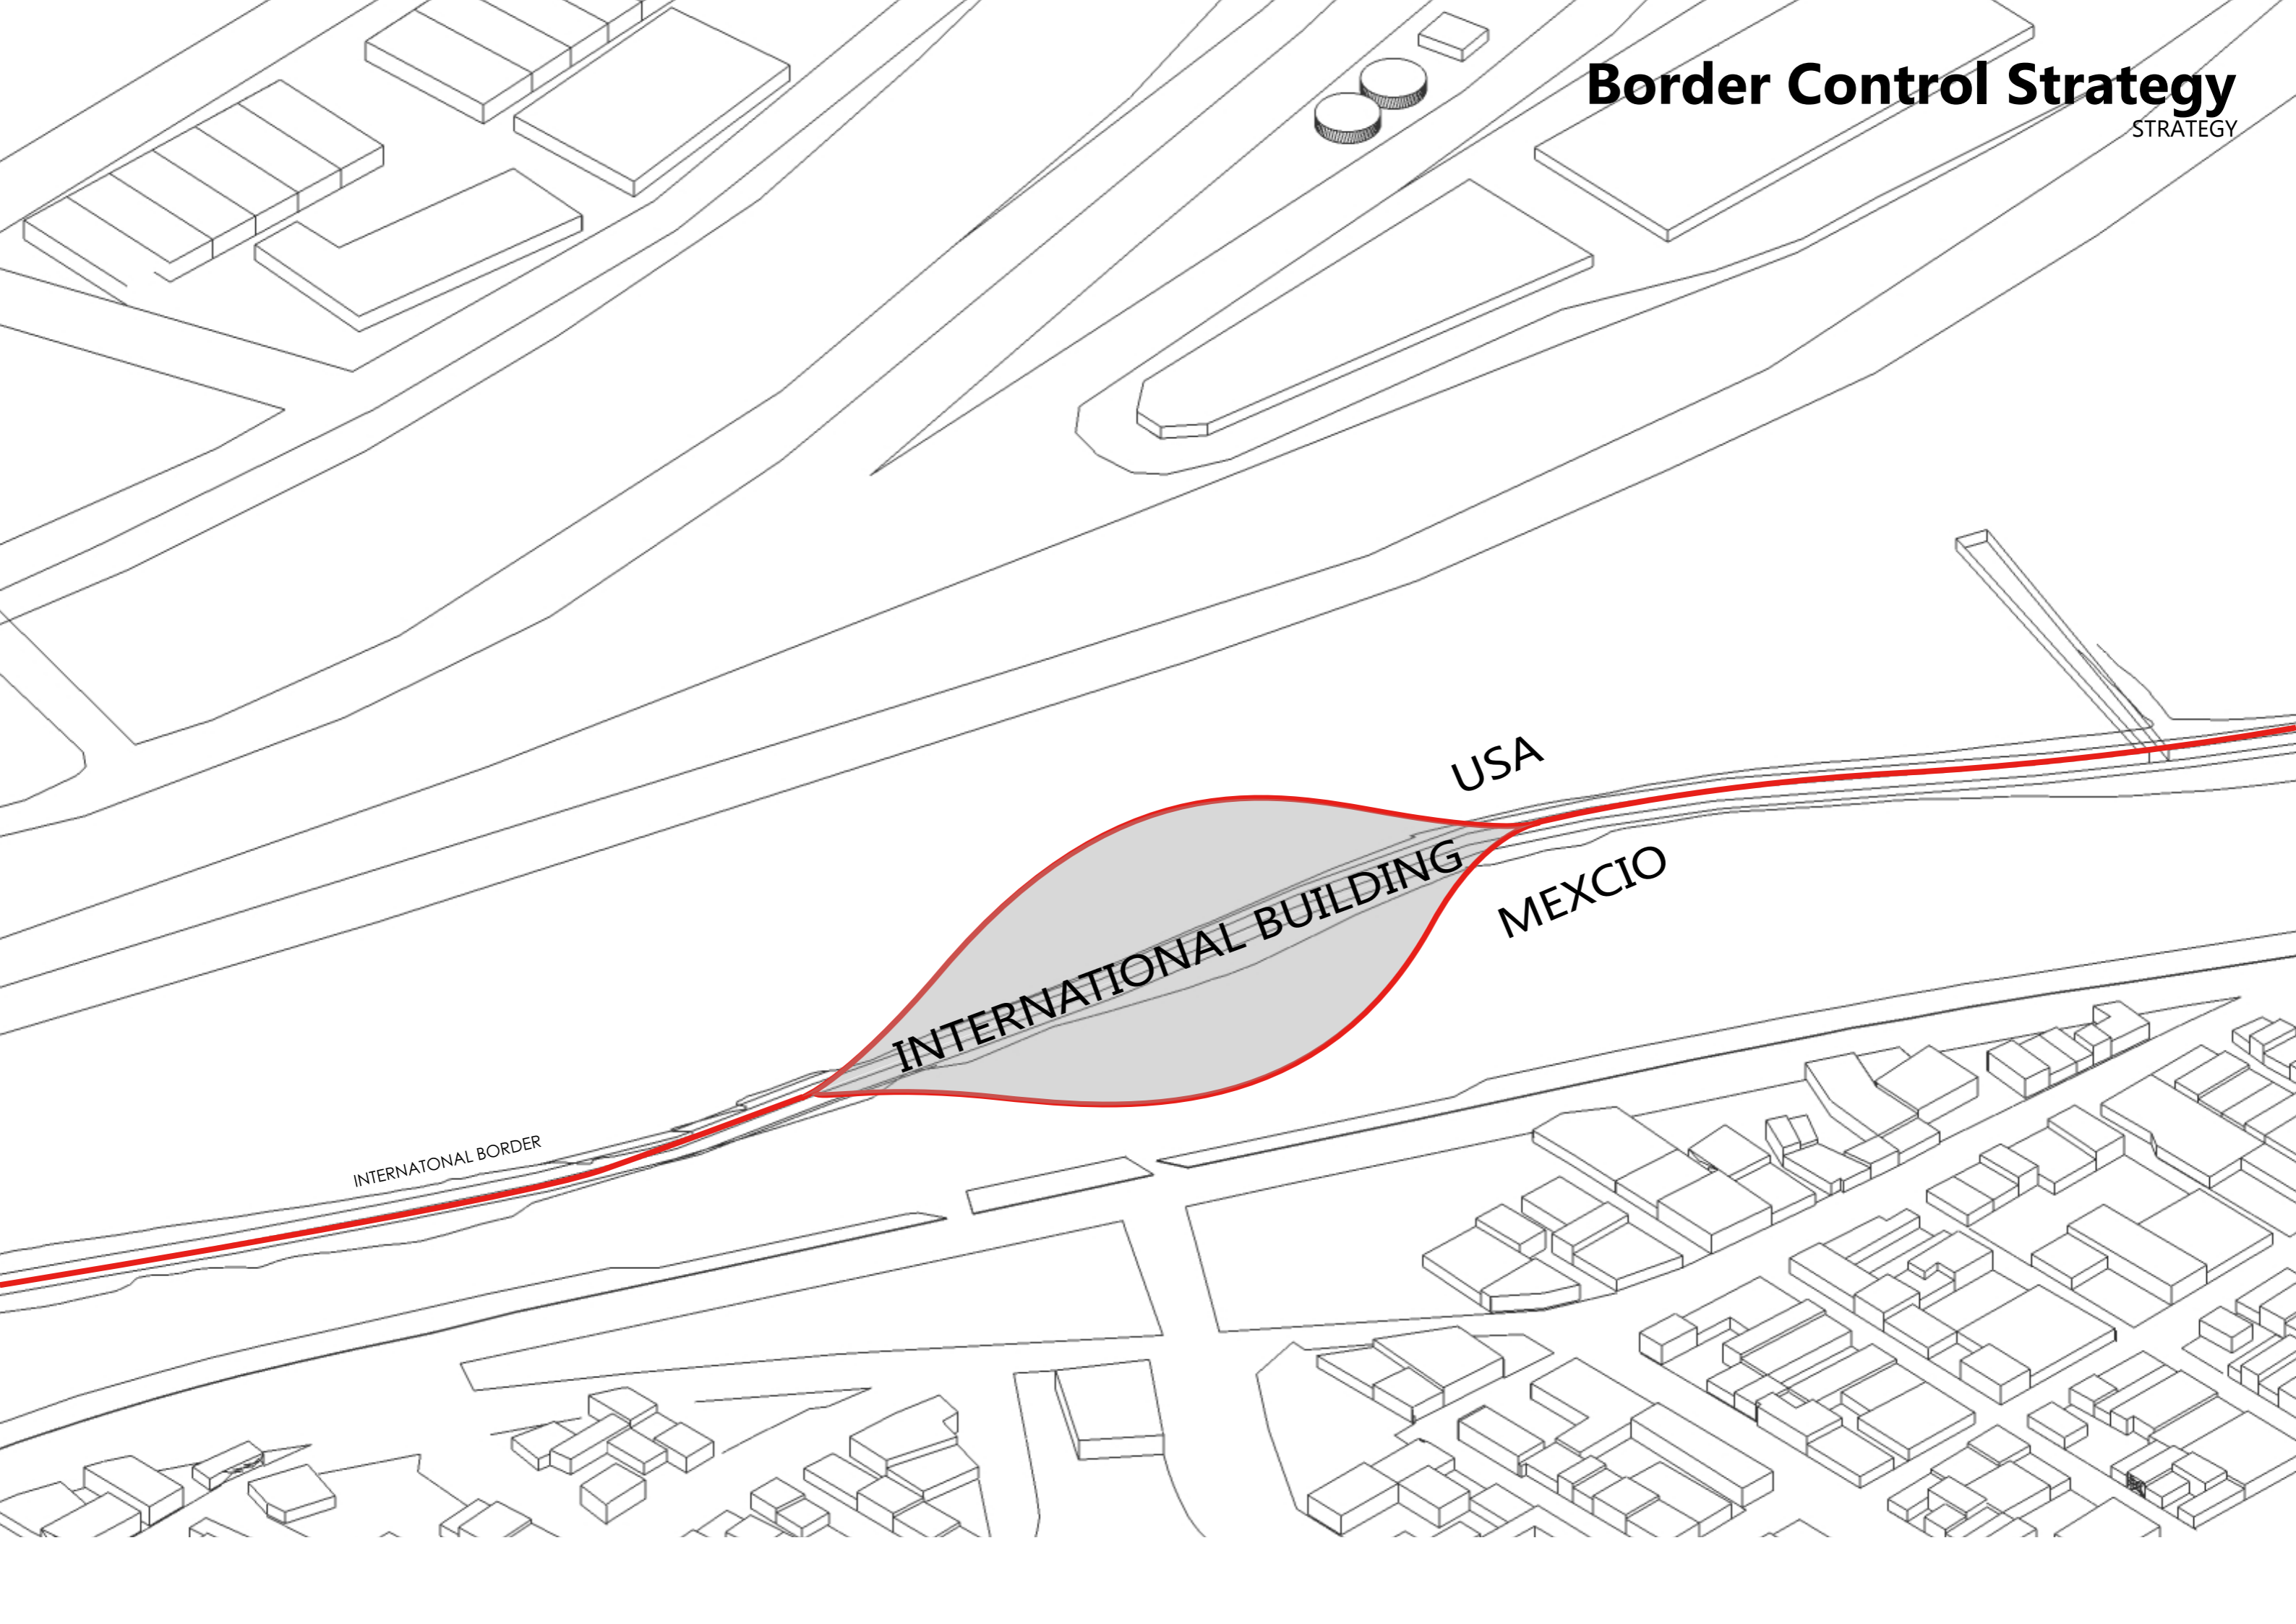 Border Control Strategy
STRATEGY
USA
MEXCIO
INTERNATIONAL BUILDING
INTERNATONAL BORDER